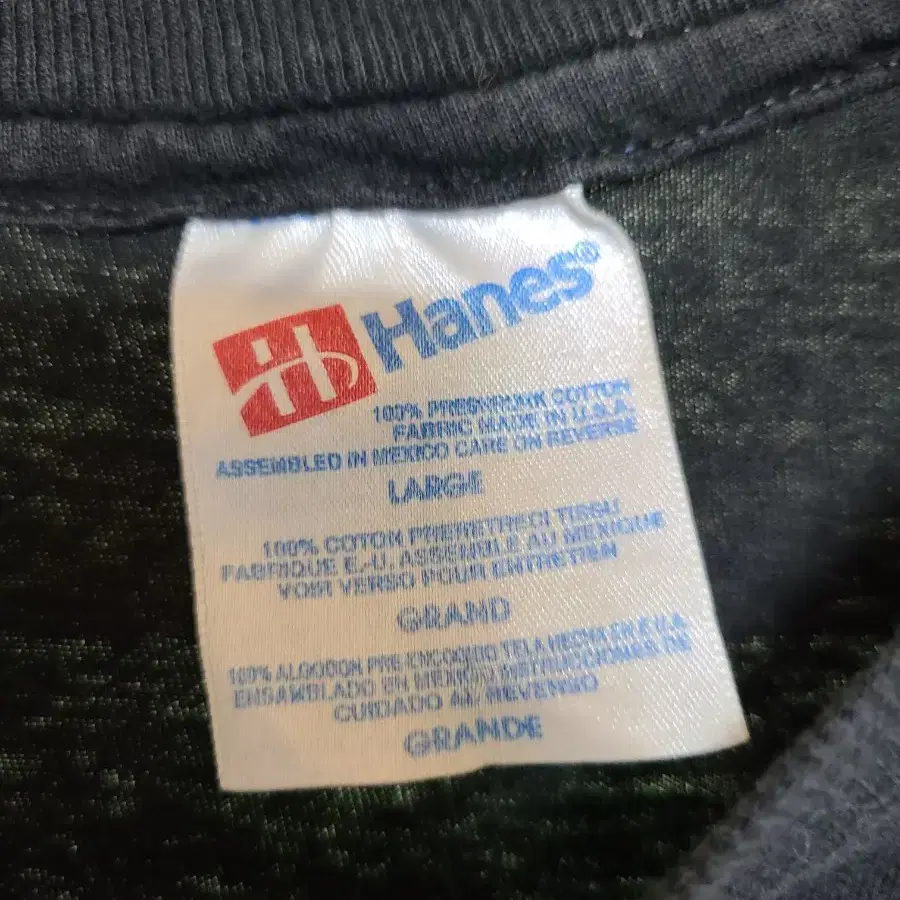 Hanes®
100% PRESHRUNK COTTON
FABRIC MADE IN U.S.A.
ASSEMBLED IN MEXICO CARE ON REVERSE
LARGE
100% COTON PRERETRECI TISSU
FABRIQUE E.-U. ASSEMBLE AU MEXIQUE
VOIR VERSO POUR ENTRETIEN
GRAND
100% ALGODON PRE-ENCOGIDO TELA HECHA EN E.U.A.
ENSAMBLADO EN MEXICO INSTRUCCIONES DE
CUIDADO AL REVERSO
GRANDE